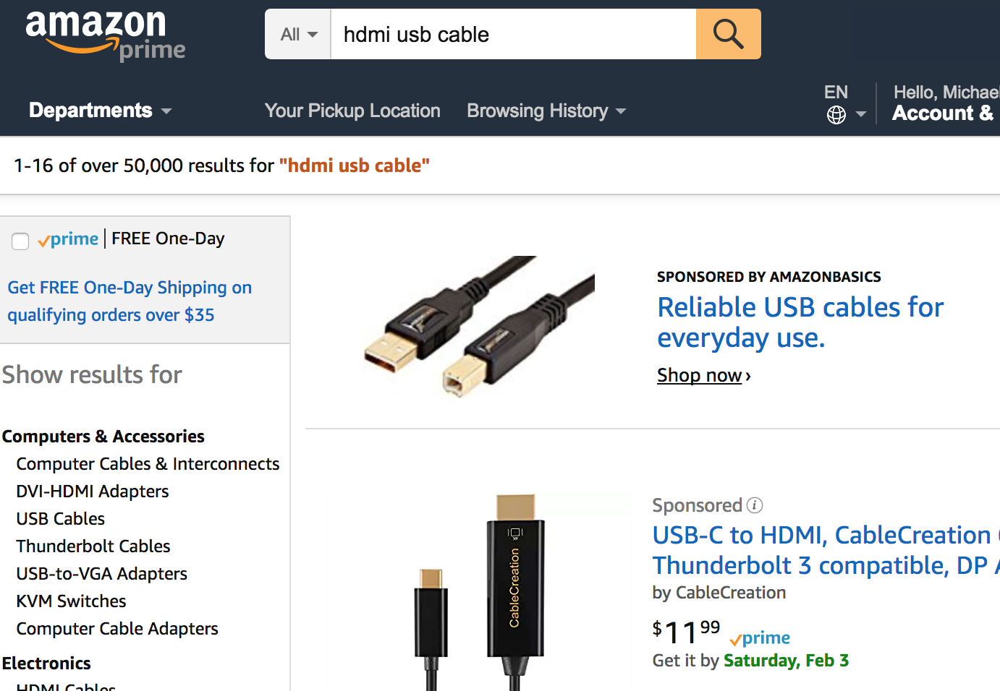 amazon
prime
All
hdmi usb cable
Departments
Your Pickup Location
Browsing History
EN
Hello, Michael
Account &
1-16 of over 50,000 results for "hdmi usb cable"
prime | FREE One-Day
Get FREE One-Day Shipping on
qualifying orders over $35
Show results for
Computers & Accessories
Computer Cables & Interconnects
DVI-HDMI Adapters
USB Cables
Thunderbolt Cables
USB-to-VGA Adapters
KVM Switches
Computer Cable Adapters
Electronics
HDMI Cables
SPONSORED BY AMAZONBASICS
Reliable USB cables for
everyday use.
Shop now ›
CableCreation
Sponsored
USB-C to HDMI, CableCreation
Thunderbolt 3 compatible, DP
by CableCreation
$11 99 prime
Get it by Saturday, Feb 3